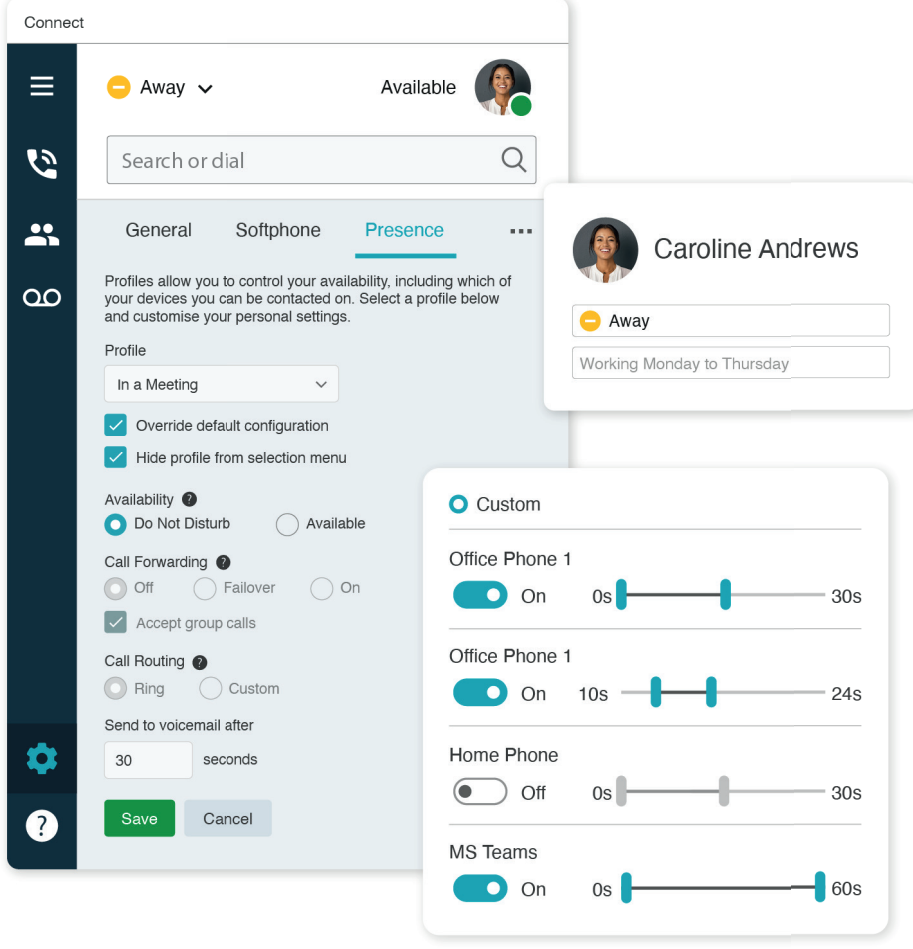 Connect
Away
Available
Search or dial
General Softphone Presence ...
Profiles allow you to control your availability, including which of
your devices you can be contacted on. Select a profile below
and customise your personal settings.
Profile
In a Meeting
Override default configuration
Hide profile from selection menu
Availability ?
Do Not Disturb Available
Call Forwarding ?
Off Failover On
Accept group calls
Call Routing ?
Ring Custom
Send to voicemail after
30 seconds
Save Cancel
?
Caroline Andrews
Away
Working Monday to Thursday
Custom
Office Phone 1
On 0s 30s
Office Phone 1
On 10s 24s
Home Phone
Off 0s 30s
MS Teams
On 0s 60s